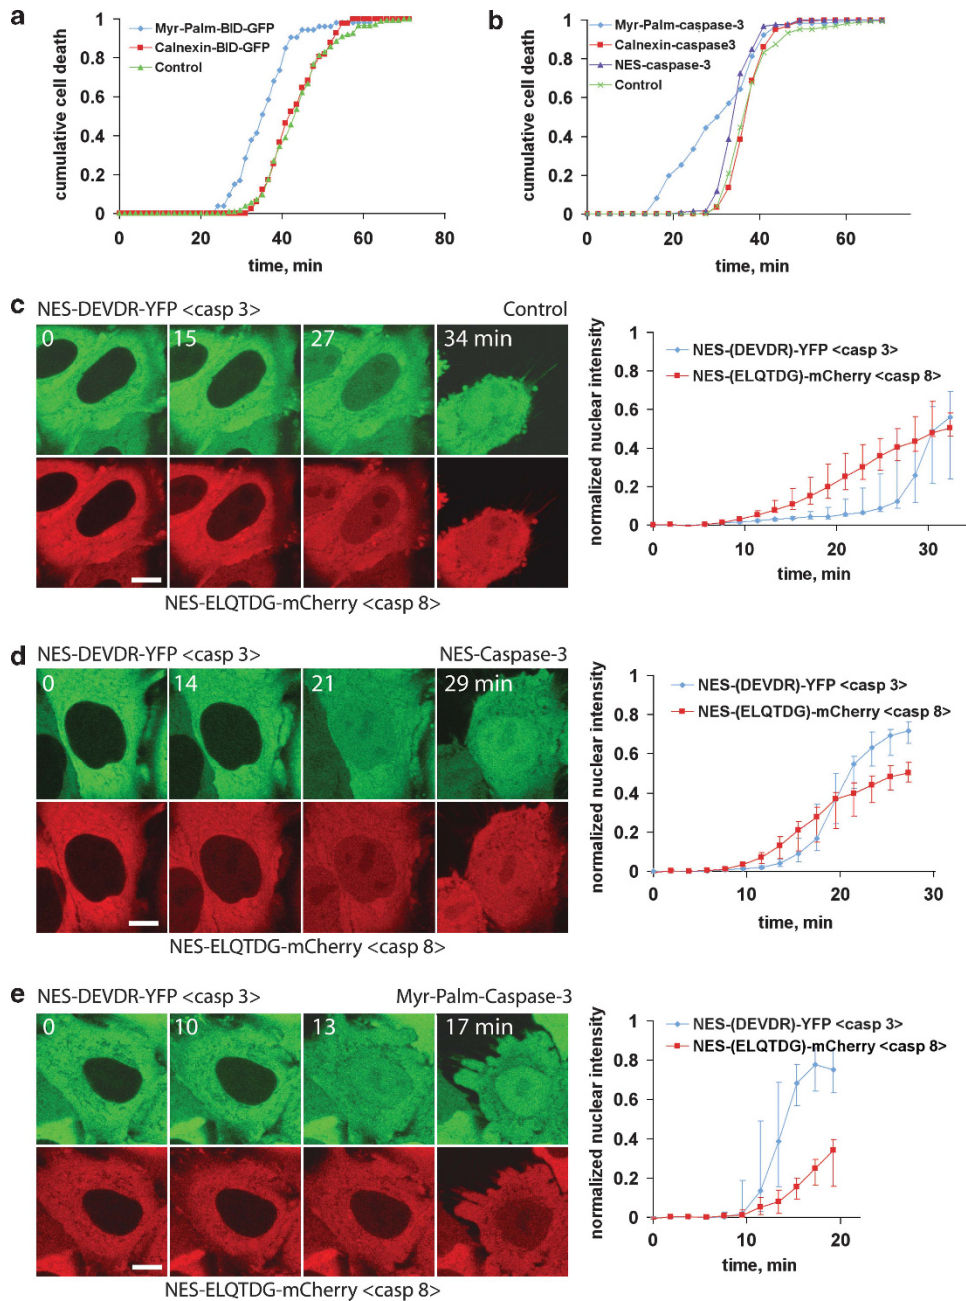 a
Myr-Palm-BID-GFP
Calnexin-BID-GFP
Control
cumulative cell death
1
0.8
0.6
0.4
0.2
0
0 20 40 60 80
time, min
b
Myr-Palm-caspase-3
Calnexin-caspase3
NES-caspase-3
Control
cumulative cell death
1
0.8
0.6
0.4
0.2
0
0 20 40 60
time, min
c
NES-DEVDR-YFP <casp 3> Control
0 15 27 34 min
NES-ELQTDG-mCherry <casp 8>
NES-(DEVDR)-YFP <casp 3>
NES-(ELQTDG)-mCherry <casp 8>
normalized nuclear intensity
1
0.8
0.6
0.4
0.2
0
0 10 20 30
time, min
d
NES-DEVDR-YFP <casp 3> NES-Caspase-3
0 14 21 29 min
NES-ELQTDG-mCherry <casp 8>
NES-(DEVDR)-YFP <casp 3>
NES-(ELQTDG)-mCherry <casp 8>
normalized nuclear intensity
1
0.8
0.6
0.4
0.2
0
0 10 20 30
time, min
e
NES-DEVDR-YFP <casp 3> Myr-Palm-Caspase-3
0 10 13 17 min
NES-ELQTDG-mCherry <casp 8>
NES-(DEVDR)-YFP <casp 3>
NES-(ELQTDG)-mCherry <casp 8>
normalized nuclear intensity
1
0.8
0.6
0.4
0.2
0
0 10 20
time, min